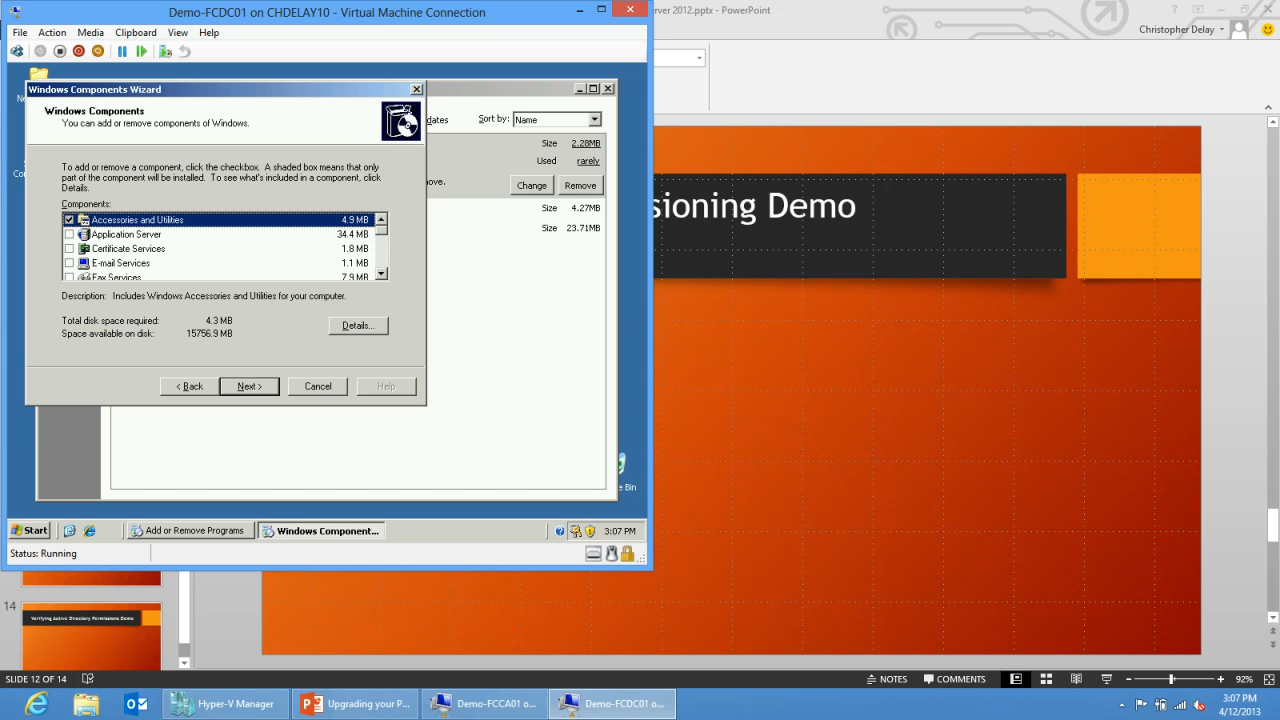 Demo-FCDC01 on CHDELAY10 - Virtual Machine Connection
rver 2012.pptx - PowerPoint
File Action Media Clipboard View Help
Christopher Delay
Windows Components Wizard
Windows Components
You can add or remove components of Windows.
dates Sort by: Name
Size 2.28MB
Used rarely
To add or remove a component, click the checkbox. A shaded box means that only
part of the component will be installed. To see what's included in a component, click
Details.
ove.
Change Remove
Components:
Size 4.27MB
Accessories and Utilities 4.9 MB
Size 23.71MB
Application Server 34.4 MB
Certificate Services 1.8 MB
E-mail Services 1.1 MB
Fax Services 7.9 MB
sioning Demo
Description: Includes Windows Accessories and Utilities for your computer.
Total disk space required: 4.3 MB
Space available on disk: 15756.9 MB
Details...
< Back Next > Cancel Help
e Bin
Start Add or Remove Programs Windows Component... 3:07 PM
Status: Running
14
Verifying Active Directory Permissions Demo
SLIDE 12 OF 14 NOTES COMMENTS 92%
Hyper-V Manager Upgrading your P... Demo-FCCA01 o... Demo-FCDC01 o... 3:07 PM
4/12/2013